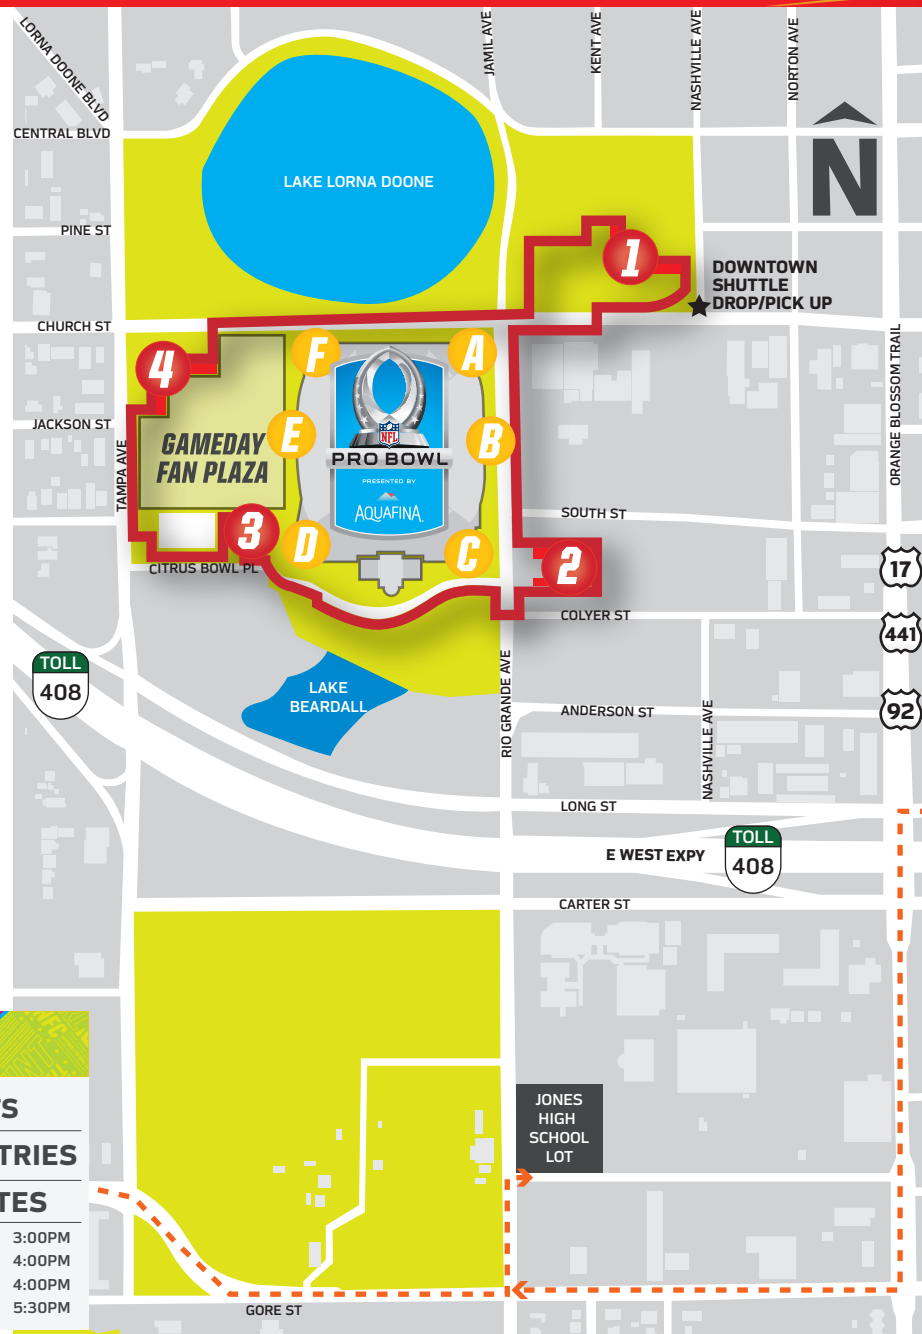 LORNA DOONE BLVD
JAMIL AVE
KENT AVE
NASHVILLE AVE
NORTON AVE
CENTRAL BLVD
N
LAKE LORNA DOONE
PINE ST
1
DOWNTOWN
SHUTTLE
DROP/PICK UP
CHURCH ST
4
F
A
ORANGE BLOSSOM TRAIL
JACKSON ST
TAMPA AVE
GAMEDAY
FAN PLAZA
E
NFL
B
PRO BOWL
PRESENTED BY
AQUAFINA
SOUTH ST
3
D
C
2
CITRUS BOWL PL
17
COLYER ST
441
TOLL
408
LAKE
BEARDALL
RIO GRANDE AVE
ANDERSON ST
NASHVILLE AVE
92
LONG ST
E WEST EXPY
TOLL
408
CARTER ST
JONES
HIGH
SCHOOL
LOT
TS
TRIES
TES
3:00PM
4:00PM
4:00PM
5:30PM
GORE ST